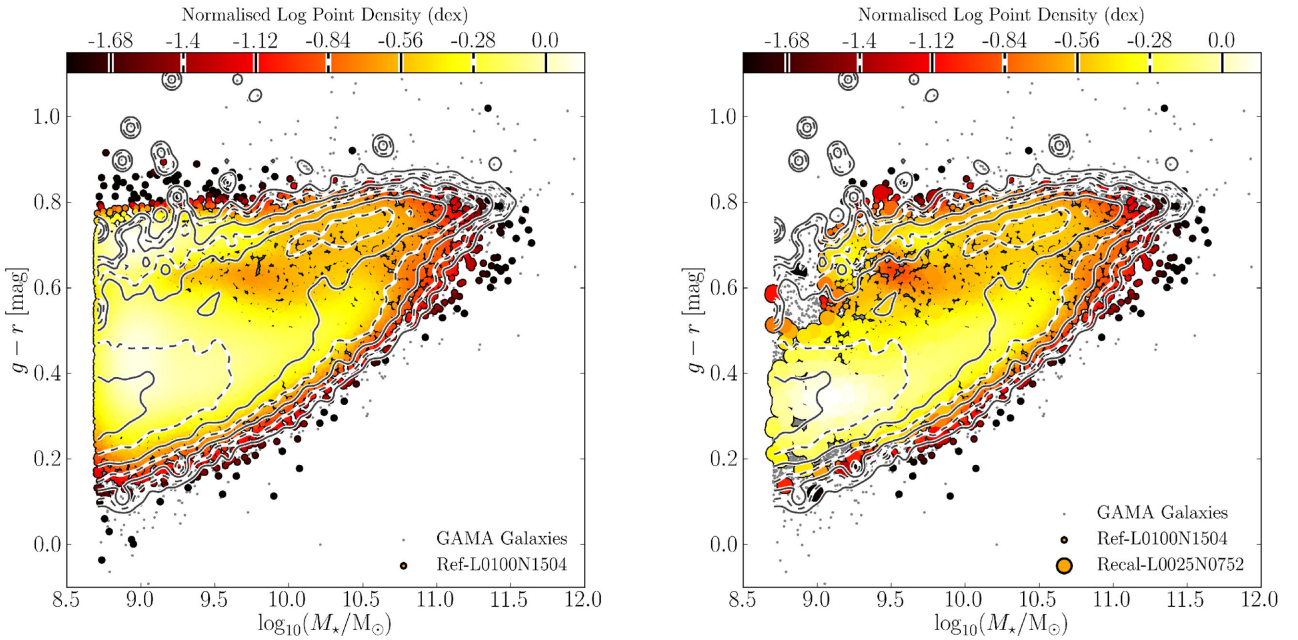 Normalised Log Point Density (dex)
-1.68 -1.4 -1.12 -0.84 -0.56 -0.28 0.0
1.0
0.8
0.6
0.4
0.2
0.0
g − r [mag]
8.5 9.0 9.5 10.0 10.5 11.0 11.5 12.0
log₁₀(M⋆/M⊙)
GAMA Galaxies
Ref-L0100N1504
Normalised Log Point Density (dex)
-1.68 -1.4 -1.12 -0.84 -0.56 -0.28 0.0
1.0
0.8
0.6
0.4
0.2
0.0
g − r [mag]
8.5 9.0 9.5 10.0 10.5 11.0 11.5 12.0
log₁₀(M⋆/M⊙)
GAMA Galaxies
Ref-L0100N1504
Recal-L0025N0752